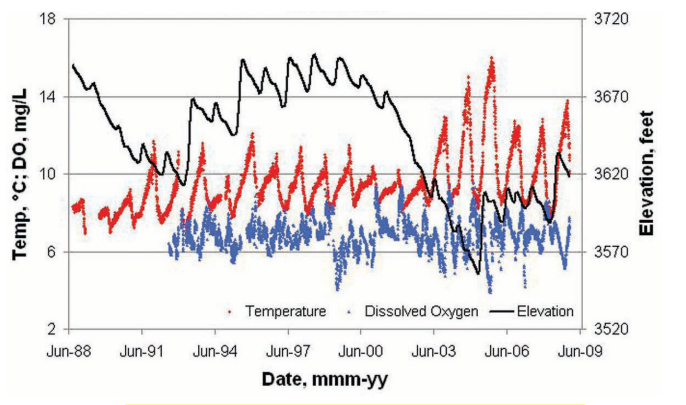 18
14
10
6
2
Temp, °C; DO, mg/L
3720
3670
3620
3570
3520
Elevation, feet
Temperature Dissolved Oxygen Elevation
Jun-88 Jun-91 Jun-94 Jun-97 Jun-00 Jun-03 Jun-06 Jun-09
Date, mmm-yy